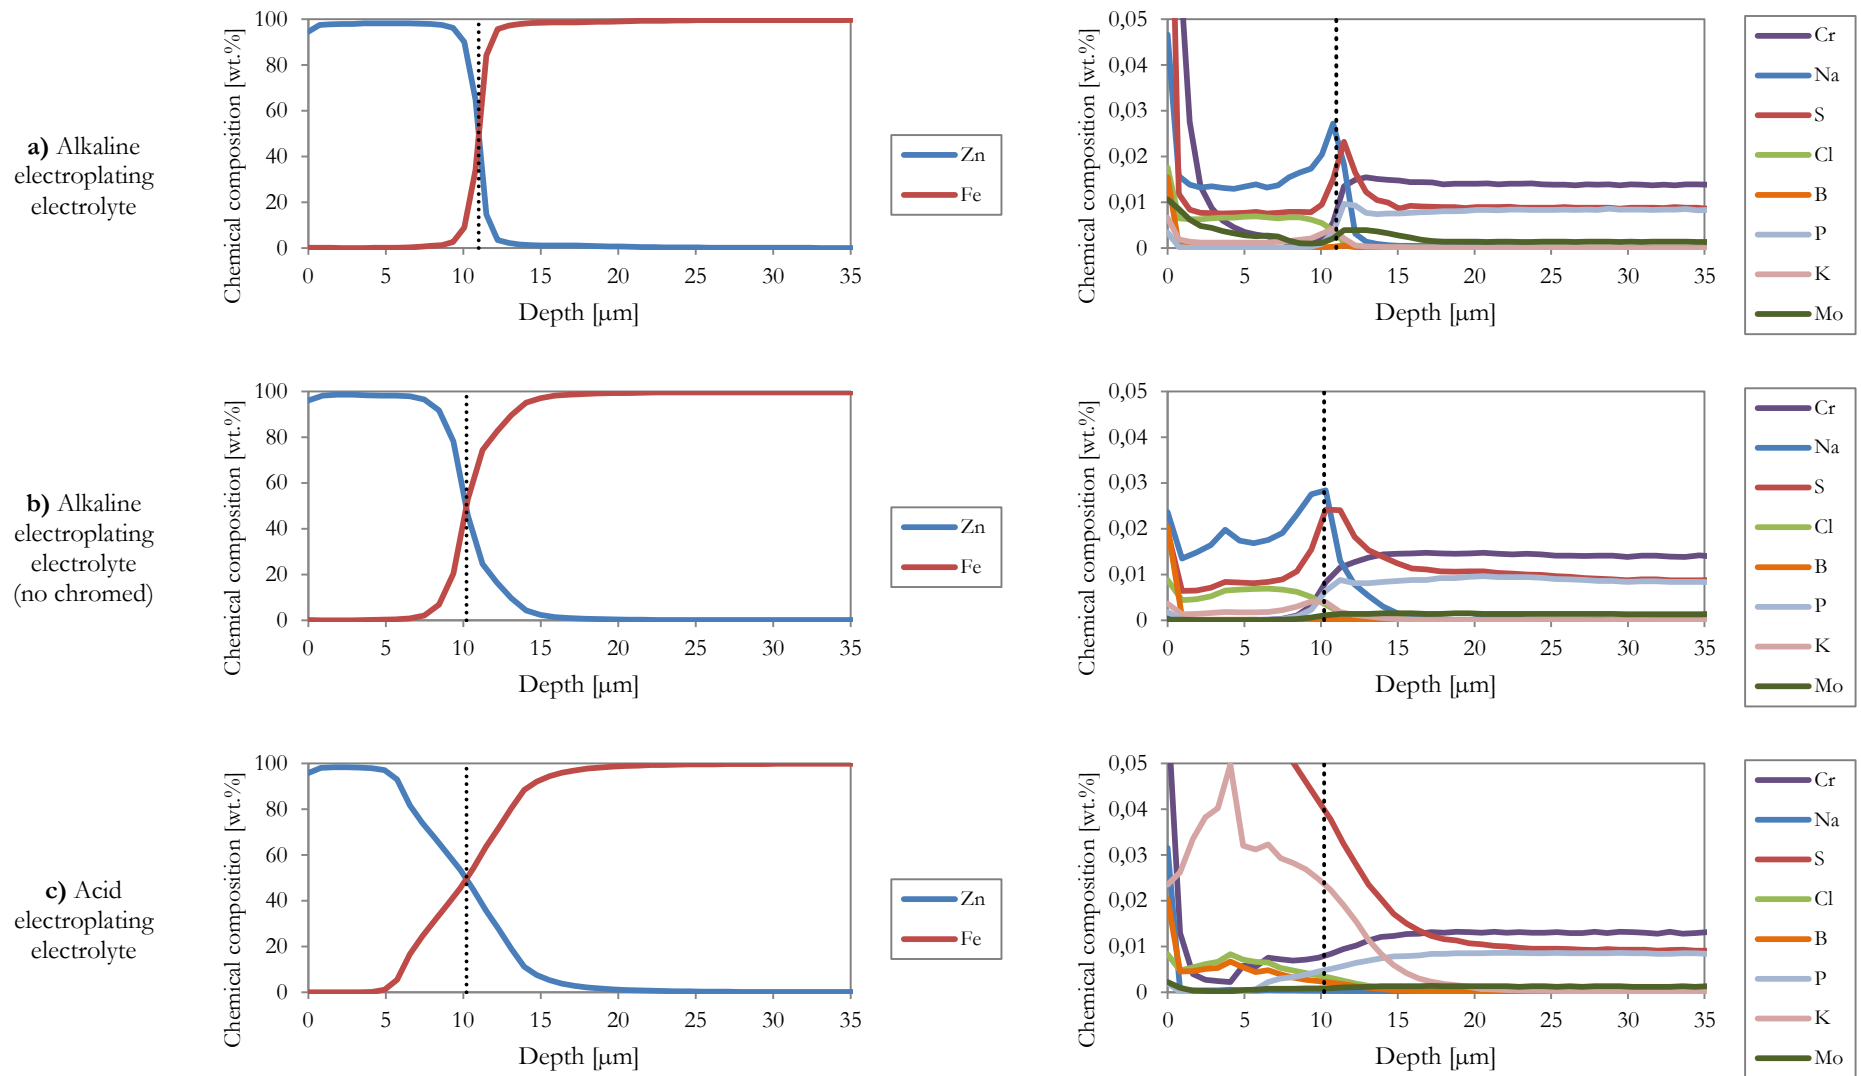 a) Alkaline
electroplating
electrolyte
Chemical composition [wt.%]
100
80
60
40
20
0
0 5 10 15 20 25 30 35
Depth [µm]
Zn
Fe
Chemical composition [wt.%]
0,05
0,04
0,03
0,02
0,01
0
0 5 10 15 20 25 30 35
Depth [µm]
Cr
Na
S
Cl
B
P
K
Mo
b) Alkaline
electroplating
electrolyte
(no chromed)
Chemical composition [wt.%]
100
80
60
40
20
0
0 5 10 15 20 25 30 35
Depth [µm]
Zn
Fe
Chemical composition [wt.%]
0,05
0,04
0,03
0,02
0,01
0
0 5 10 15 20 25 30 35
Depth [µm]
Cr
Na
S
Cl
B
P
K
Mo
c) Acid
electroplating
electrolyte
Chemical composition [wt.%]
100
80
60
40
20
0
0 5 10 15 20 25 30 35
Depth [µm]
Zn
Fe
Chemical composition [wt.%]
0,05
0,04
0,03
0,02
0,01
0
0 5 10 15 20 25 30 35
Depth [µm]
Cr
Na
S
Cl
B
P
K
Mo